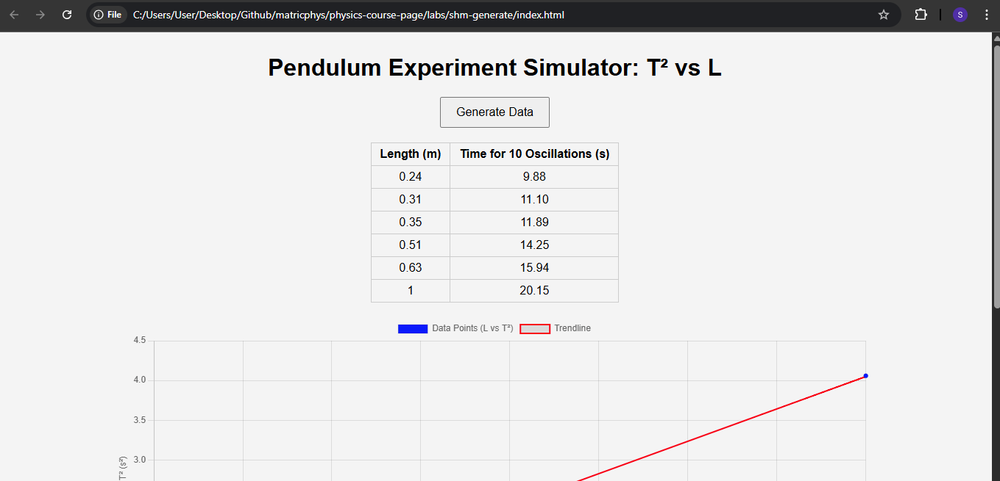 File C:/Users/User/Desktop/Github/matricphys/physics-course-page/labs/shm-generate/index.html S
Pendulum Experiment Simulator: T² vs L
Generate Data
Length (m) Time for 10 Oscillations (s)
0.24 9.88
0.31 11.10
0.35 11.89
0.51 14.25
0.63 15.94
1 20.15
Data Points (L vs T²) Trendline
4.5
4.0
3.5
3.0
T² (s²)